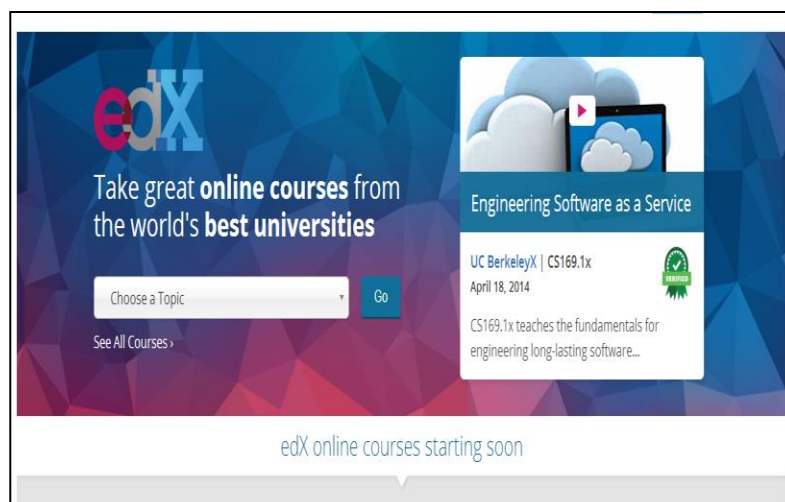 edX
Take great online courses from
the world's best universities
Choose a Topic
Go
See All Courses ›
Engineering Software as a Service
UC BerkeleyX | CS169.1x
April 18, 2014
VERIFIED
CS169.1x teaches the fundamentals for
engineering long-lasting software...
edX online courses starting soon